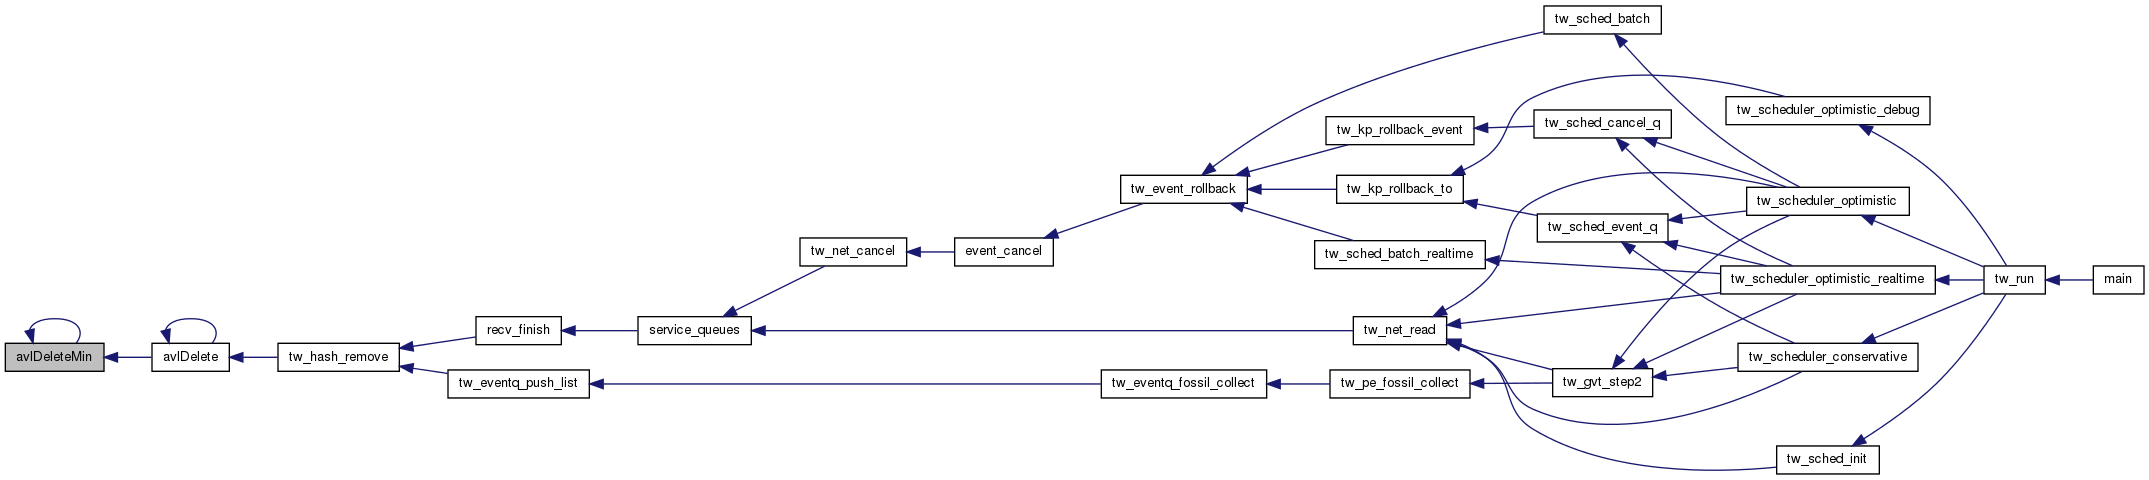 tw_sched_batch
tw_scheduler_optimistic_debug
tw_sched_cancel_q
tw_kp_rollback_event
tw_event_rollback
tw_kp_rollback_to
tw_scheduler_optimistic
tw_sched_event_q
tw_net_cancel
event_cancel
tw_sched_batch_realtime
tw_scheduler_optimistic_realtime
tw_run
main
recv_finish
service_queues
tw_net_read
avlDeleteMin
avlDelete
tw_hash_remove
tw_scheduler_conservative
tw_eventq_push_list
tw_eventq_fossil_collect
tw_pe_fossil_collect
tw_gvt_step2
tw_sched_init